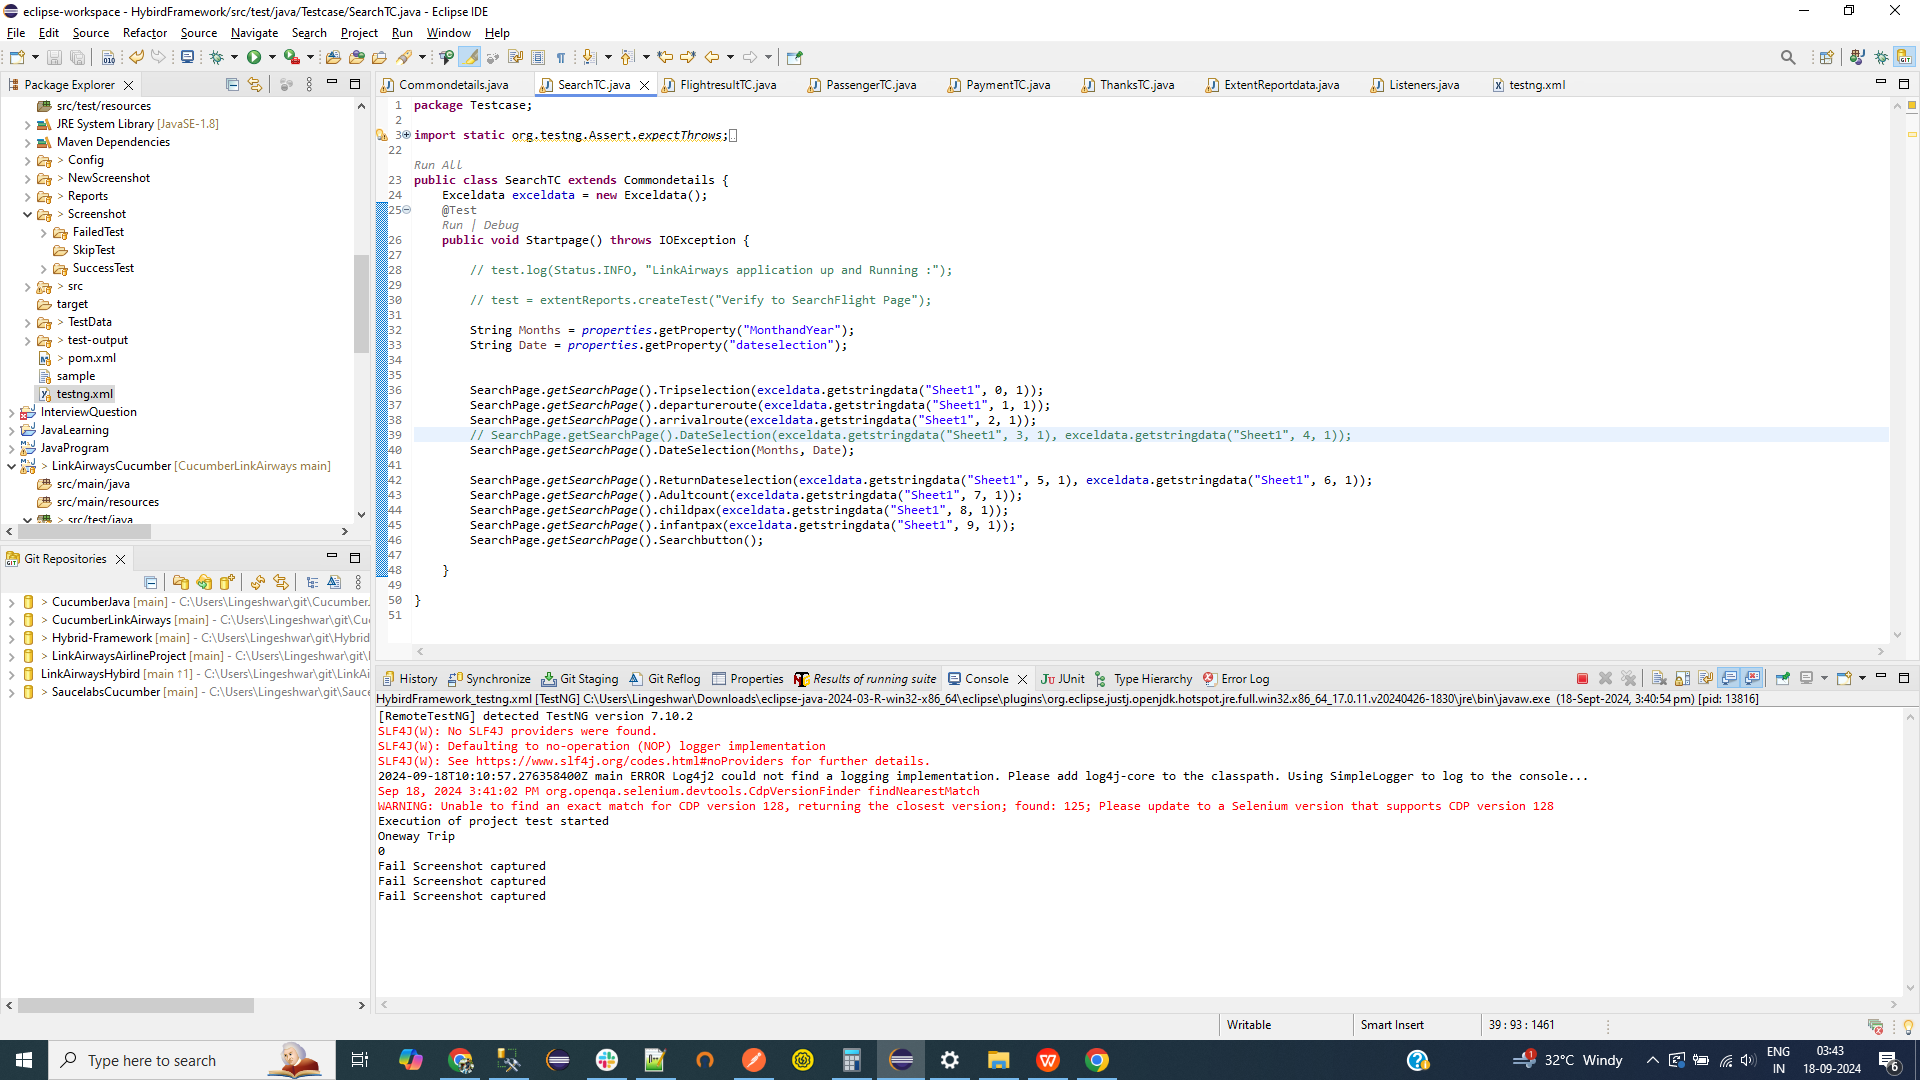 eclipse-workspace - HybirdFramework/src/test/java/Testcase/SearchTC.java - Eclipse IDE
File Edit Source Refactor Source Navigate Search Project Run Window Help
Package Explorer
src/test/resources
JRE System Library [JavaSE-1.8]
Maven Dependencies
> Config
> NewScreenshot
> Reports
> Screenshot
FailedTest
SkipTest
SuccessTest
> src
target
> TestData
> test-output
> pom.xml
sample
testng.xml
InterviewQuestion
JavaLearning
JavaProgram
> LinkAirwaysCucumber [CucumberLinkAirways main]
src/main/java
src/main/resources
> src/test/java
Git Repositories
> CucumberJava [main] - C:\Users\Lingeshwar\git\Cucumber
> CucumberLinkAirways [main] - C:\Users\Lingeshwar\git\Cu
> Hybrid-Framework [main] - C:\Users\Lingeshwar\git\Hybrid
> LinkAirwaysAirlineProject [main] - C:\Users\Lingeshwar\git\
LinkAirwaysHybird [main ↑1] - C:\Users\Lingeshwar\git\LinkAi
> SaucelabsCucumber [main] - C:\Users\Lingeshwar\git\Sauce
Commondetails.java SearchTC.java FlightresultTC.java PassengerTC.java PaymentTC.java ThanksTC.java ExtentReportdata.java Listeners.java testng.xml
1 package Testcase;
2
3 import static org.testng.Assert.expectThrows;
22
Run All
23 public class SearchTC extends Commondetails {
24 Exceldata exceldata = new Exceldata();
25 @Test
Run | Debug
26 public void Startpage() throws IOException {
27
28 // test.log(Status.INFO, "LinkAirways application up and Running :");
29
30 // test = extentReports.createTest("Verify to SearchFlight Page");
31
32 String Months = properties.getProperty("MonthandYear");
33 String Date = properties.getProperty("dateselection");
34
35
36 SearchPage.getSearchPage().Tripselection(exceldata.getstringdata("Sheet1", 0, 1));
37 SearchPage.getSearchPage().departureroute(exceldata.getstringdata("Sheet1", 1, 1));
38 SearchPage.getSearchPage().arrivalroute(exceldata.getstringdata("Sheet1", 2, 1));
39 // SearchPage.getSearchPage().DateSelection(exceldata.getstringdata("Sheet1", 3, 1), exceldata.getstringdata("Sheet1", 4, 1));
40 SearchPage.getSearchPage().DateSelection(Months, Date);
41
42 SearchPage.getSearchPage().ReturnDateselection(exceldata.getstringdata("Sheet1", 5, 1), exceldata.getstringdata("Sheet1", 6, 1));
43 SearchPage.getSearchPage().Adultcount(exceldata.getstringdata("Sheet1", 7, 1));
44 SearchPage.getSearchPage().childpax(exceldata.getstringdata("Sheet1", 8, 1));
45 SearchPage.getSearchPage().infantpax(exceldata.getstringdata("Sheet1", 9, 1));
46 SearchPage.getSearchPage().Searchbutton();
47
48 }
49
50 }
51
History Synchronize Git Staging Git Reflog Properties Results of running suite Console JUnit Type Hierarchy Error Log
HybirdFramework_testng.xml [TestNG] C:\Users\Lingeshwar\Downloads\eclipse-java-2024-03-R-win32-x86_64\eclipse\plugins\org.eclipse.justj.openjdk.hotspot.jre.full.win32.x86_64_17.0.11.v20240426-1830\jre\bin\javaw.exe (18-Sept-2024, 3:40:54 pm) [pid: 13816]
[RemoteTestNG] detected TestNG version 7.10.2
SLF4J(W): No SLF4J providers were found.
SLF4J(W): Defaulting to no-operation (NOP) logger implementation
SLF4J(W): See https://www.slf4j.org/codes.html#noProviders for further details.
2024-09-18T10:10:57.276358400Z main ERROR Log4j2 could not find a logging implementation. Please add log4j-core to the classpath. Using SimpleLogger to log to the console...
Sep 18, 2024 3:41:02 PM org.openqa.selenium.devtools.CdpVersionFinder findNearestMatch
WARNING: Unable to find an exact match for CDP version 128, returning the closest version; found: 125; Please update to a Selenium version that supports CDP version 128
Execution of project test started
Oneway Trip
0
Fail Screenshot captured
Fail Screenshot captured
Fail Screenshot captured
Writable Smart Insert 39 : 93 : 1461
Type here to search
32°C Windy
ENG
IN
03:43
18-09-2024
6